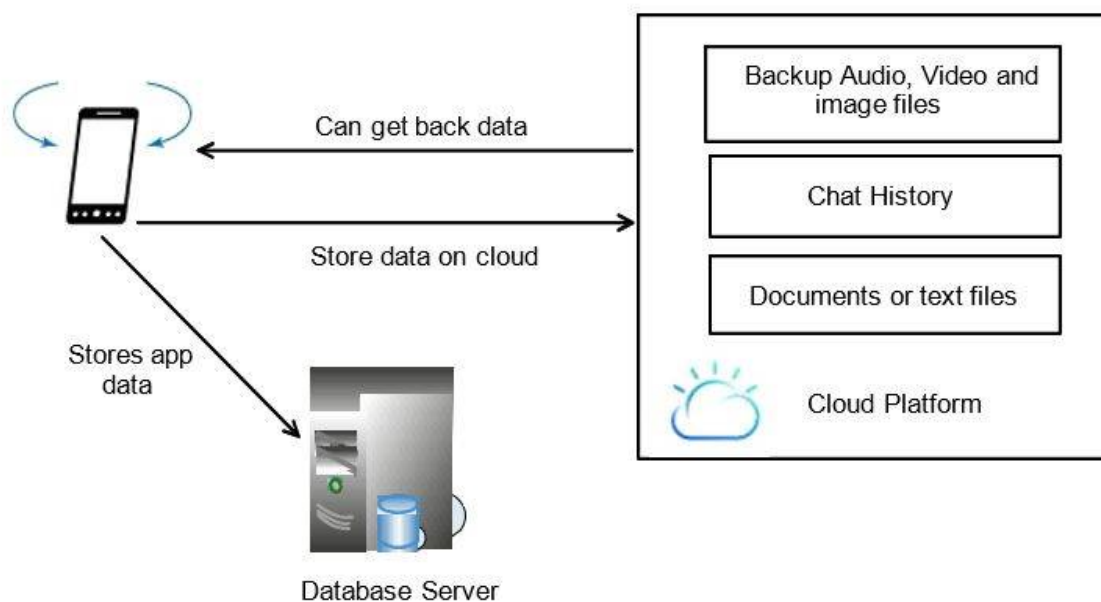 Backup Audio, Video and
image files
Can get back data
Chat History
Store data on cloud
Documents or text files
Stores app
data
Cloud Platform
Database Server